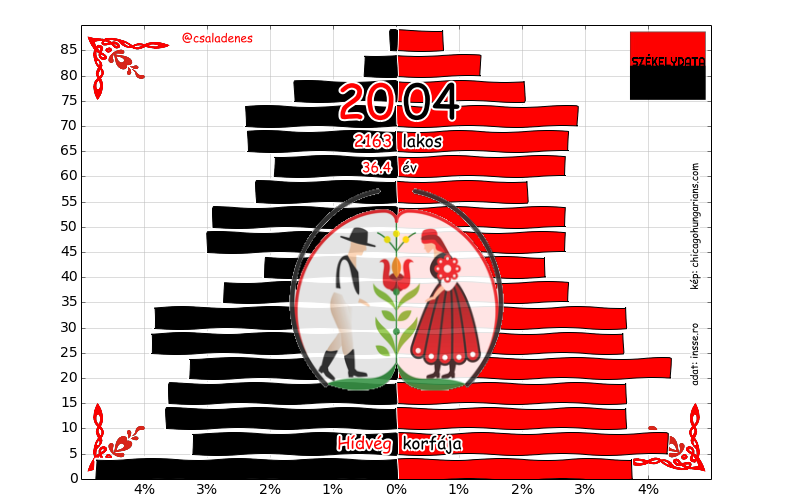 @csaladenes
SZÉKELYDATA
2004
2163 lakos
36.4 év
Hídvég korfája
kép: chicagohungarians.com
adat: insse.ro
85
80
75
70
65
60
55
50
45
40
35
30
25
20
15
10
5
0
4% 3% 2% 1% 0% 1% 2% 3% 4%